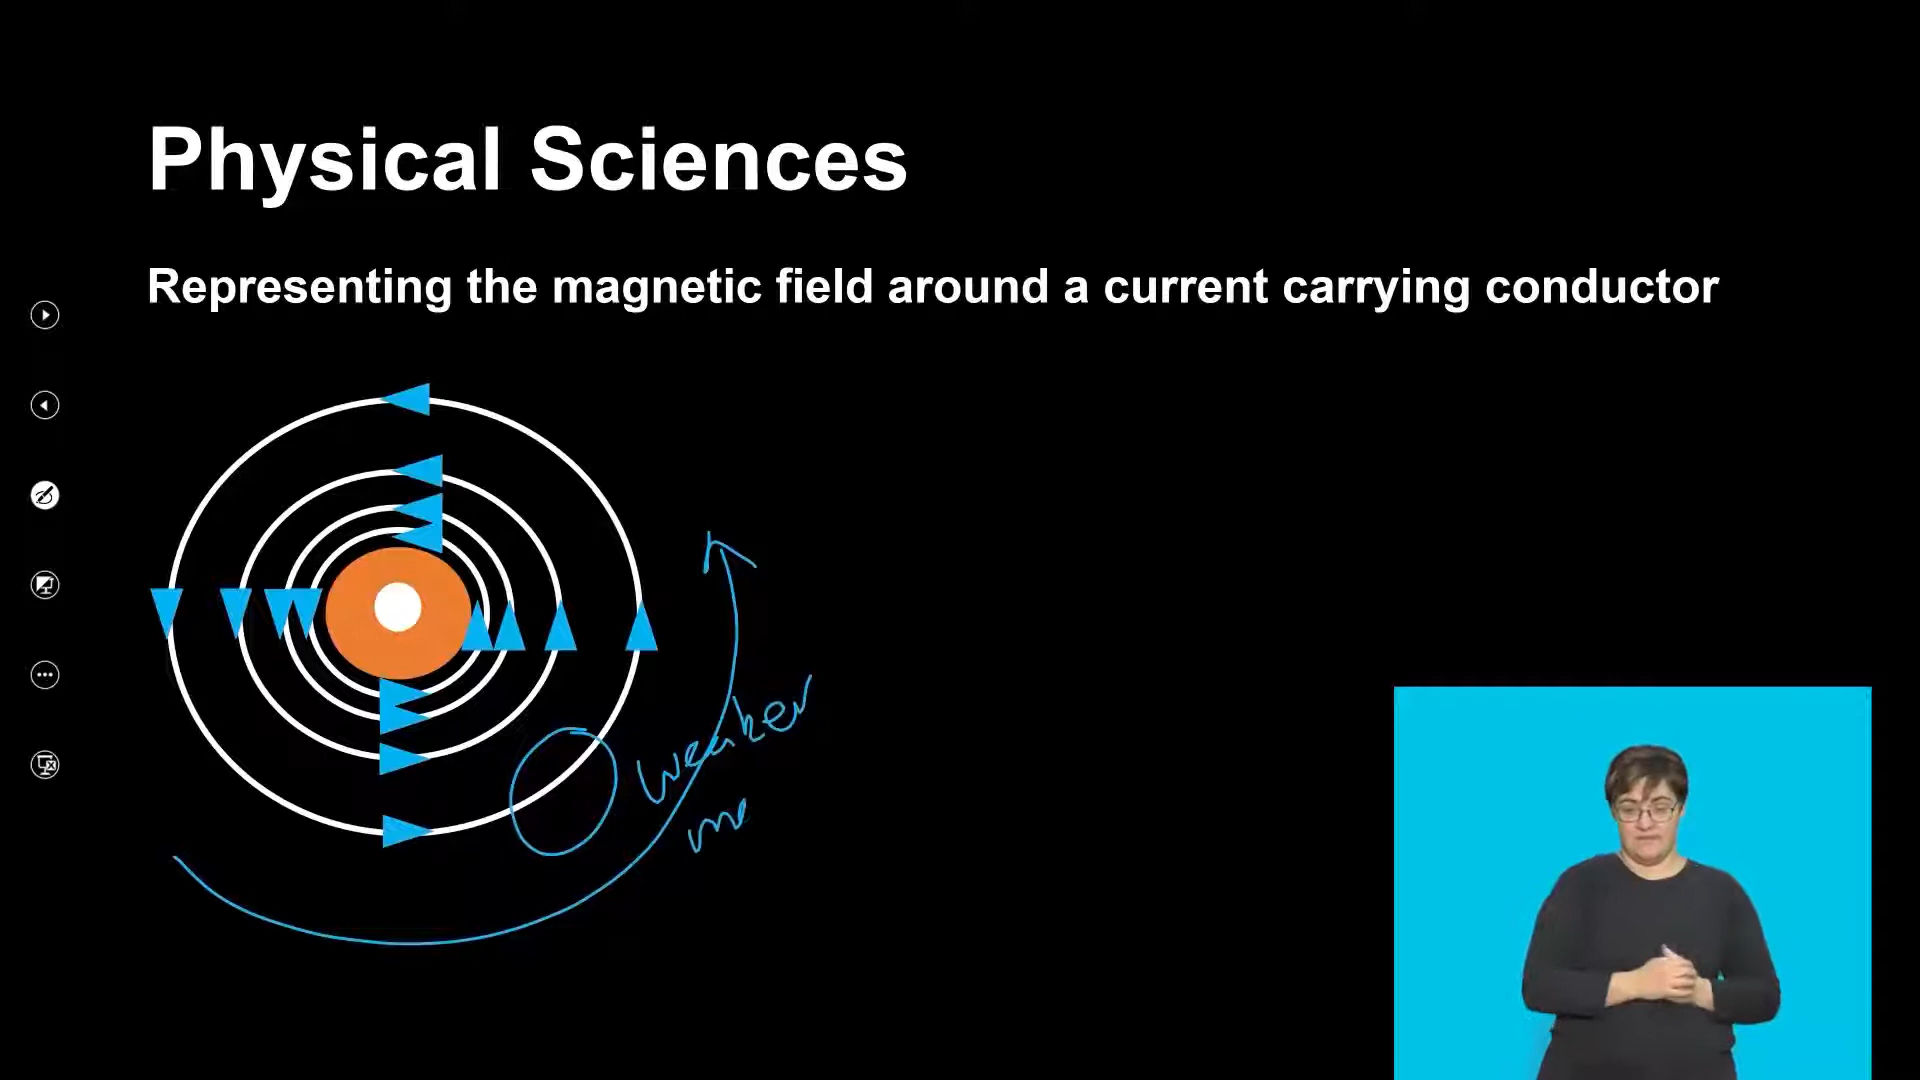 Physical Sciences
Representing the magnetic field around a current carrying conductor
weaker